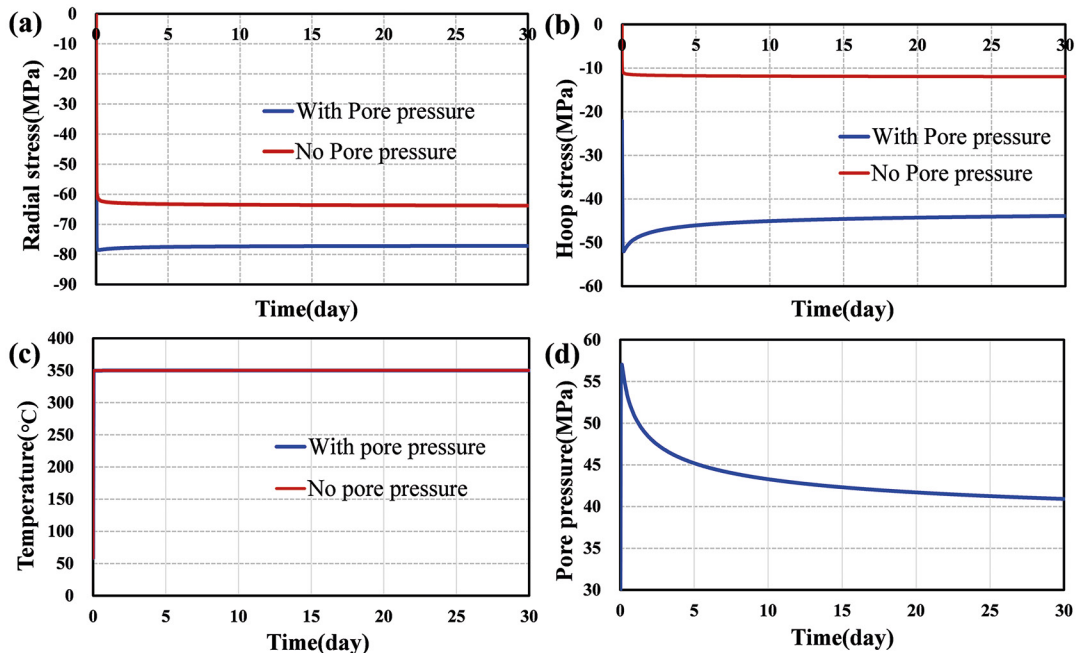 (a)
0
-10
-20
-30
-40
-50
-60
-70
-80
-90
0 5 10 15 20 25 30
Radial stress(MPa)
With Pore pressure
No Pore pressure
Time(day)
(b)
0
-10
-20
-30
-40
-50
-60
0 5 10 15 20 25 30
Hoop stress(MPa)
With Pore pressure
No Pore pressure
Time(day)
(c)
400
350
300
250
200
150
100
50
0
0 5 10 15 20 25 30
Temperature(°C)
With pore pressure
No pore pressure
Time(day)
(d)
60
55
50
45
40
35
30
0 5 10 15 20 25 30
Pore pressure(MPa)
Time(day)